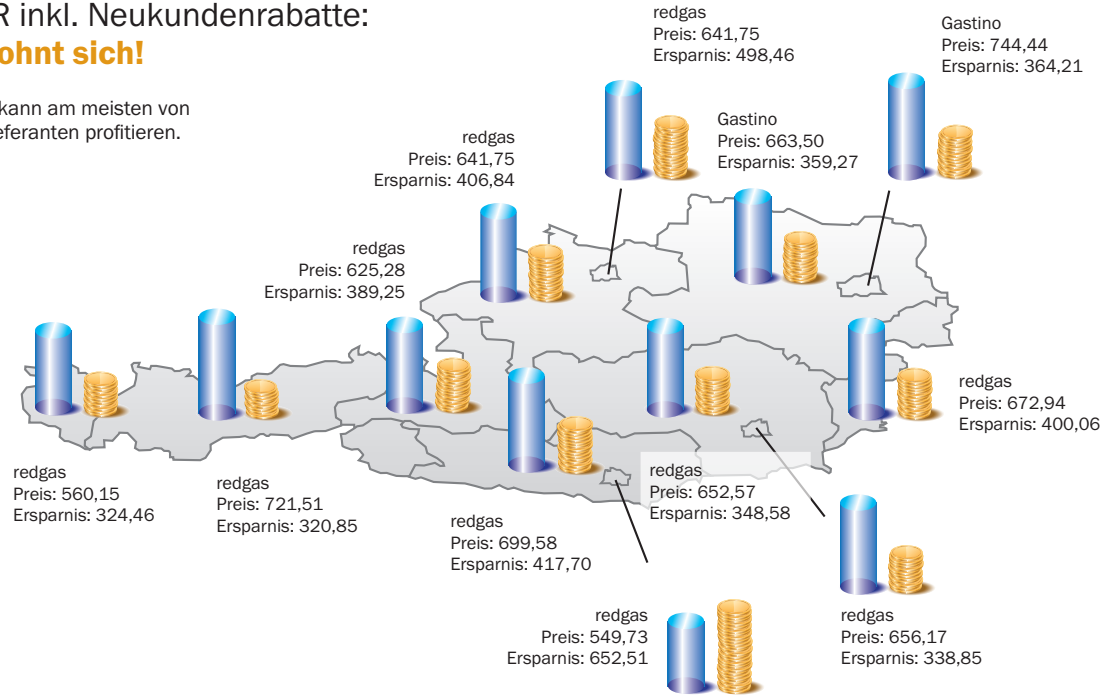 R inkl. Neukundenrabatte:
ohnt sich!
kann am meisten von
eferanten profitieren.
redgas
Preis: 641,75
Ersparnis: 498,46
Gastino
Preis: 744,44
Ersparnis: 364,21
Gastino
Preis: 663,50
Ersparnis: 359,27
redgas
Preis: 641,75
Ersparnis: 406,84
redgas
Preis: 625,28
Ersparnis: 389,25
redgas
Preis: 672,94
Ersparnis: 400,06
redgas
Preis: 560,15
Ersparnis: 324,46
redgas
Preis: 721,51
Ersparnis: 320,85
redgas
Preis: 699,58
Ersparnis: 417,70
redgas
Preis: 652,57
Ersparnis: 348,58
redgas
Preis: 549,73
Ersparnis: 652,51
redgas
Preis: 656,17
Ersparnis: 338,85